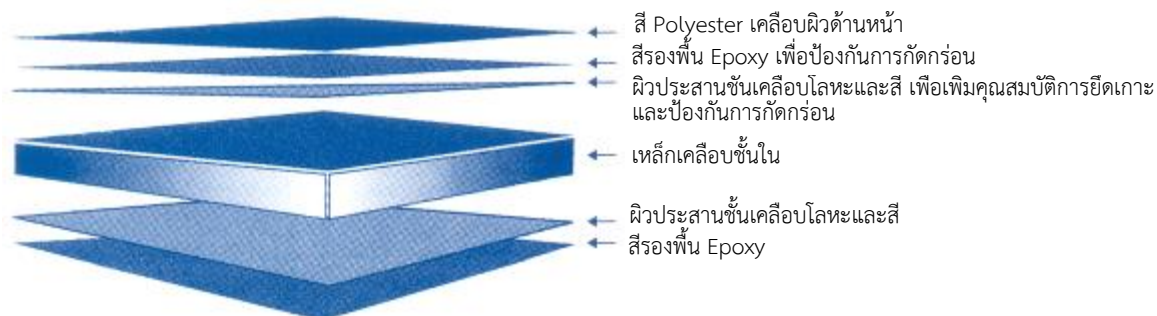 สี Polyester เคลือบผิวด้านหน้า
สีรองพื้น Epoxy เพื่อป้องกันการกัดกร่อน
ผิวประสานชันเคลือบโลหะและสี เพือเพิมคุณสมบัติการยึดเกาะ
และป้องกันการกัดกร่อน
เหล็กเคลือบชั้นใน
ผิวประสานชั้นเคลือบโลหะและสี
สีรองพื้น Epoxy